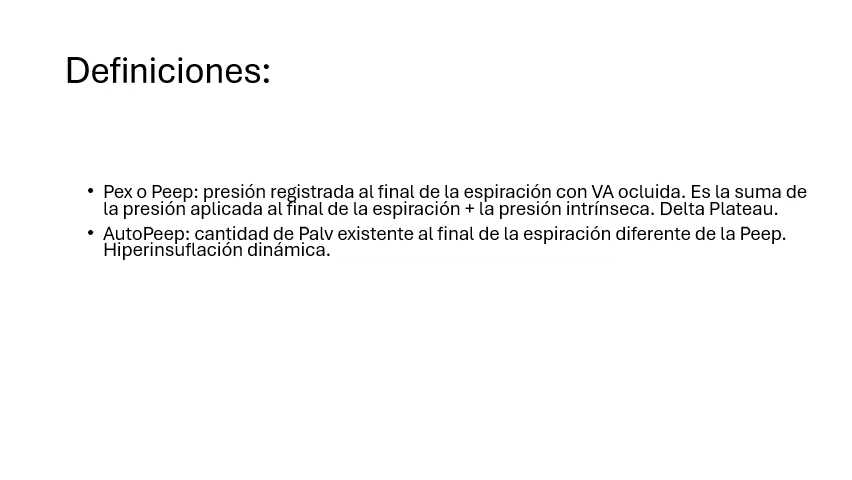 Definiciones:
• Pex o Peep: presión registrada al final de la espiración con VA ocluida. Es la suma de
la presión aplicada al final de la espiración + la presión intrínseca. Delta Plateau.
• AutoPeep: cantidad de Palv existente al final de la espiración diferente de la Peep.
Hiperinsuflación dinámica.